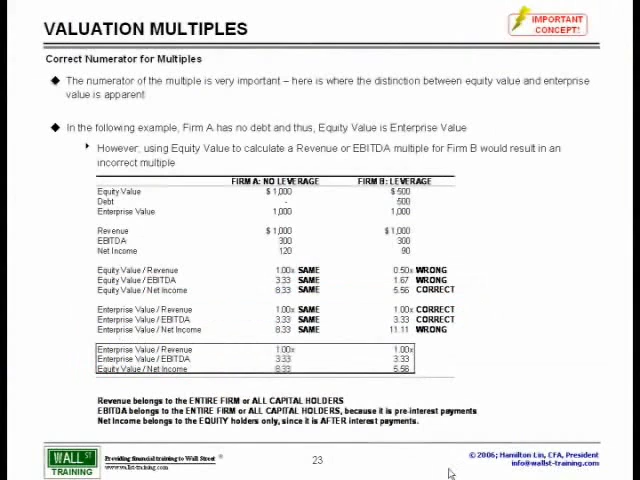 VALUATION MULTIPLES
IMPORTANT
CONCEPT!
Correct Numerator for Multiples
The numerator of the multiple is very important – here is where the distinction between equity value and enterprise
value is apparent
In the following example, Firm A has no debt and thus, Equity Value is Enterprise Value
However, using Equity Value to calculate a Revenue or EBITDA multiple for Firm B would result in an
incorrect multiple
FIRM A: NO LEVERAGE FIRM B: LEVERAGE
Equity Value $ 1,000 $ 500
Debt - 500
Enterprise Value 1,000 1,000
Revenue $ 1,000 $ 1,000
EBITDA 300 300
Net Income 120 90
Equity Value / Revenue 1.00x SAME 0.50x WRONG
Equity Value / EBITDA 3.33 SAME 1.67 WRONG
Equity Value / Net Income 8.33 SAME 5.56 CORRECT
Enterprise Value / Revenue 1.00x SAME 1.00x CORRECT
Enterprise Value / EBITDA 3.33 SAME 3.33 CORRECT
Enterprise Value / Net Income 8.33 SAME 11.11 WRONG
Enterprise Value / Revenue 1.00x 1.00x
Enterprise Value / EBITDA 3.33 3.33
Equity Value / Net Income 8.33 5.56
Revenue belongs to the ENTIRE FIRM or ALL CAPITAL HOLDERS
EBITDA belongs to the ENTIRE FIRM or ALL CAPITAL HOLDERS, because it is pre-interest payments
Net Income belongs to the EQUITY holders only, since it is AFTER interest payments.
WALL ST
TRAINING
Providing financial training to Wall Street ®
www.wallst-training.com
23
© 2006; Hamilton Lin, CFA, President
info@wallst-training.com